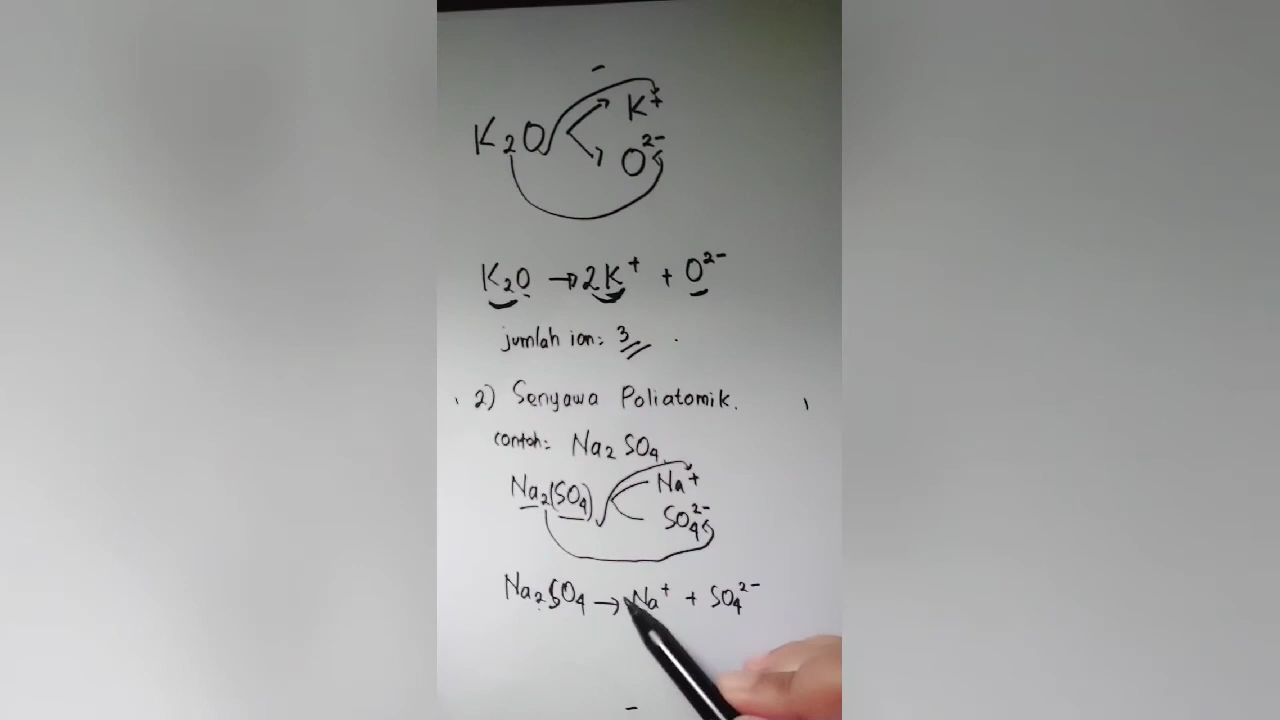 K₂O K⁺
O²⁻
K₂O → 2K⁺ + O²⁻
jumlah ion: 3
2) Senyawa Poliatomik.
contoh: Na₂SO₄
Na₂(SO₄) Na⁺
SO₄²⁻
Na₂SO₄ → Na⁺ + SO₄²⁻